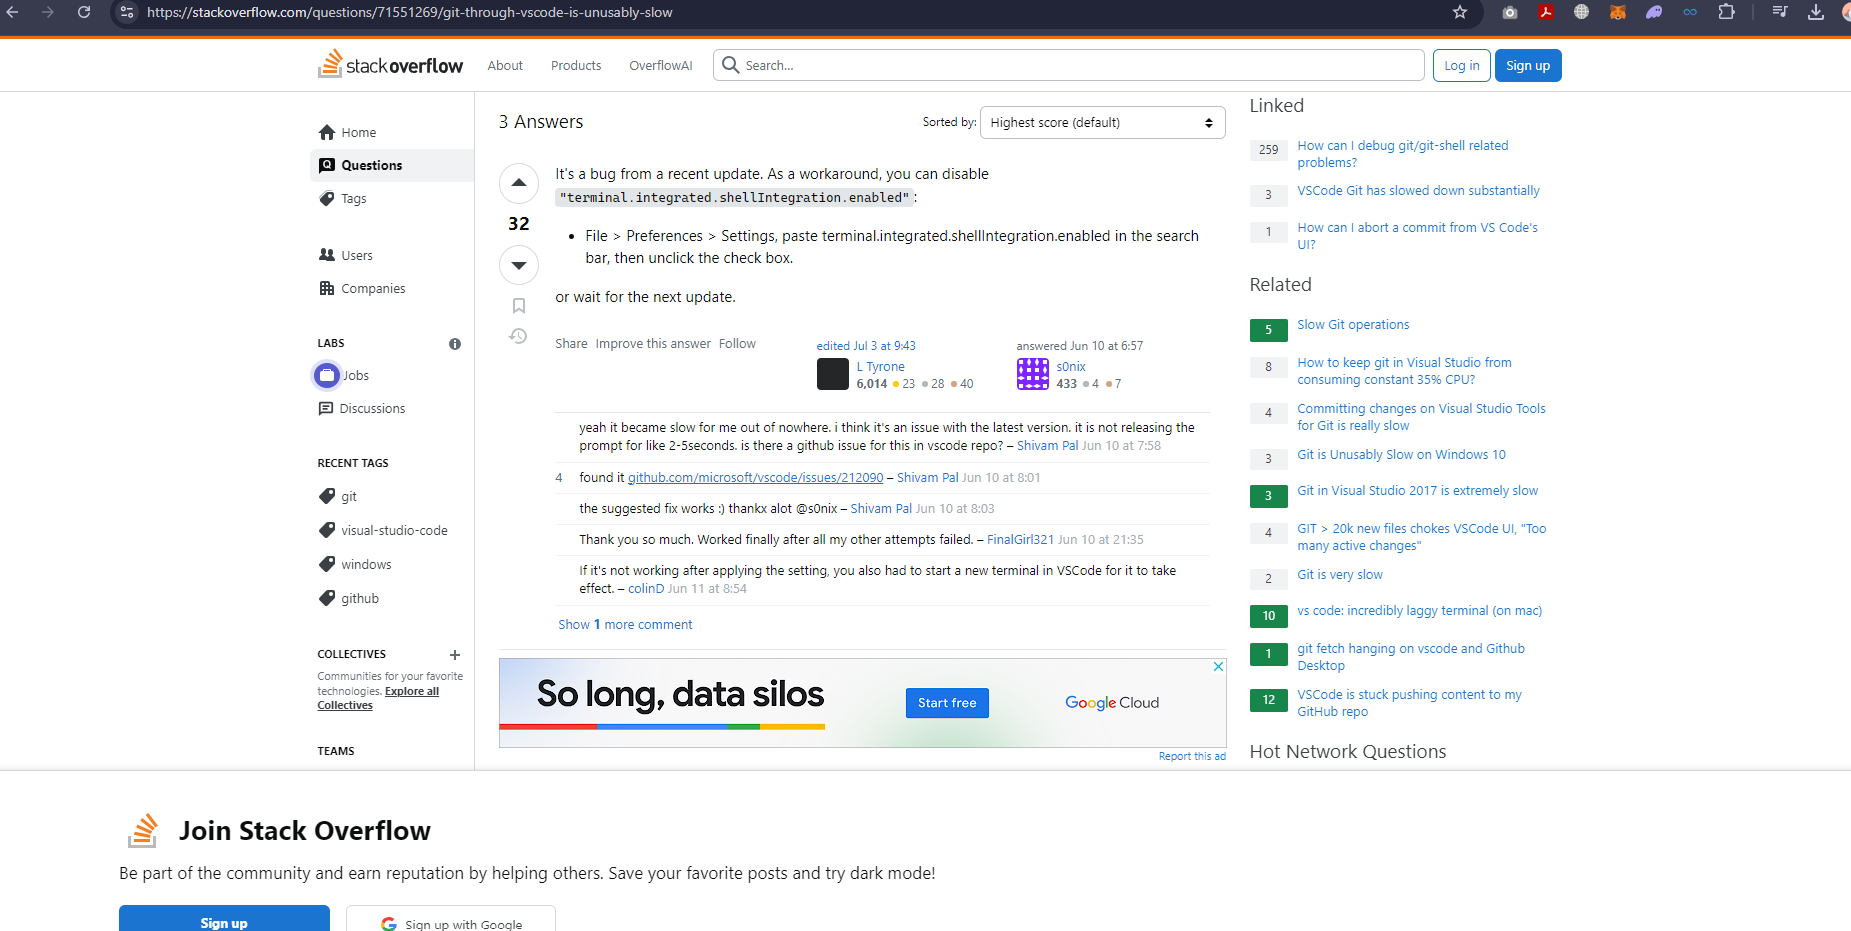 https://stackoverflow.com/questions/71551269/git-through-vscode-is-unusably-slow
stackoverflow
About
Products
OverflowAI
Search...
Log in
Sign up
Home
Questions
Tags
Users
Companies
LABS
Jobs
Discussions
RECENT TAGS
git
visual-studio-code
windows
github
COLLECTIVES
Communities for your favorite
technologies. Explore all
Collectives
TEAMS
3 Answers
Sorted by:
Highest score (default)
32
It's a bug from a recent update. As a workaround, you can disable
"terminal.integrated.shellIntegration.enabled":
• File > Preferences > Settings, paste terminal.integrated.shellIntegration.enabled in the search
bar, then unclick the check box.
or wait for the next update.
Share Improve this answer Follow
edited Jul 3 at 9:43
L Tyrone
6,014 ●23 ●28 ●40
answered Jun 10 at 6:57
s0nix
433 ●4 ●7
yeah it became slow for me out of nowhere. i think it's an issue with the latest version. it is not releasing the
prompt for like 2-5seconds. is there a github issue for this in vscode repo? – Shivam Pal Jun 10 at 7:58
4 found it github.com/microsoft/vscode/issues/212090 – Shivam Pal Jun 10 at 8:01
the suggested fix works :) thankx alot @s0nix – Shivam Pal Jun 10 at 8:03
Thank you so much. Worked finally after all my other attempts failed. – FinalGirl321 Jun 10 at 21:35
If it's not working after applying the setting, you also had to start a new terminal in VSCode for it to take
effect. – colinD Jun 11 at 8:54
Show 1 more comment
So long, data silos
Start free
Google Cloud
Report this ad
Linked
259 How can I debug git/git-shell related
problems?
3 VSCode Git has slowed down substantially
1 How can I abort a commit from VS Code's
UI?
Related
5 Slow Git operations
8 How to keep git in Visual Studio from
consuming constant 35% CPU?
4 Committing changes on Visual Studio Tools
for Git is really slow
3 Git is Unusably Slow on Windows 10
3 Git in Visual Studio 2017 is extremely slow
4 GIT > 20k new files chokes VSCode UI, "Too
many active changes"
2 Git is very slow
10 vs code: incredibly laggy terminal (on mac)
1 git fetch hanging on vscode and Github
Desktop
12 VSCode is stuck pushing content to my
GitHub repo
Hot Network Questions
Join Stack Overflow
Be part of the community and earn reputation by helping others. Save your favorite posts and try dark mode!
Sign up
Sign up with Google